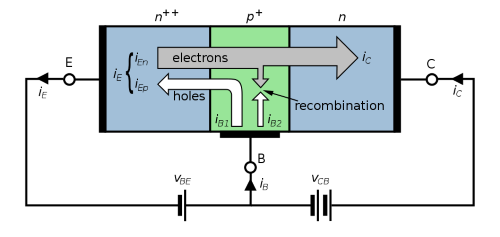 n++ p+ n
E iE { iEn electrons iC C
iE iEp holes recombination iC
iB1 iB2
B
vBE iB vCB